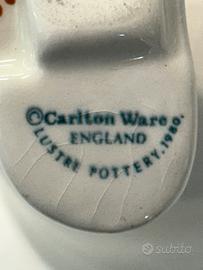 ©Carlton Ware
ENGLAND
LUSTRE POTTERY.1980.
subito